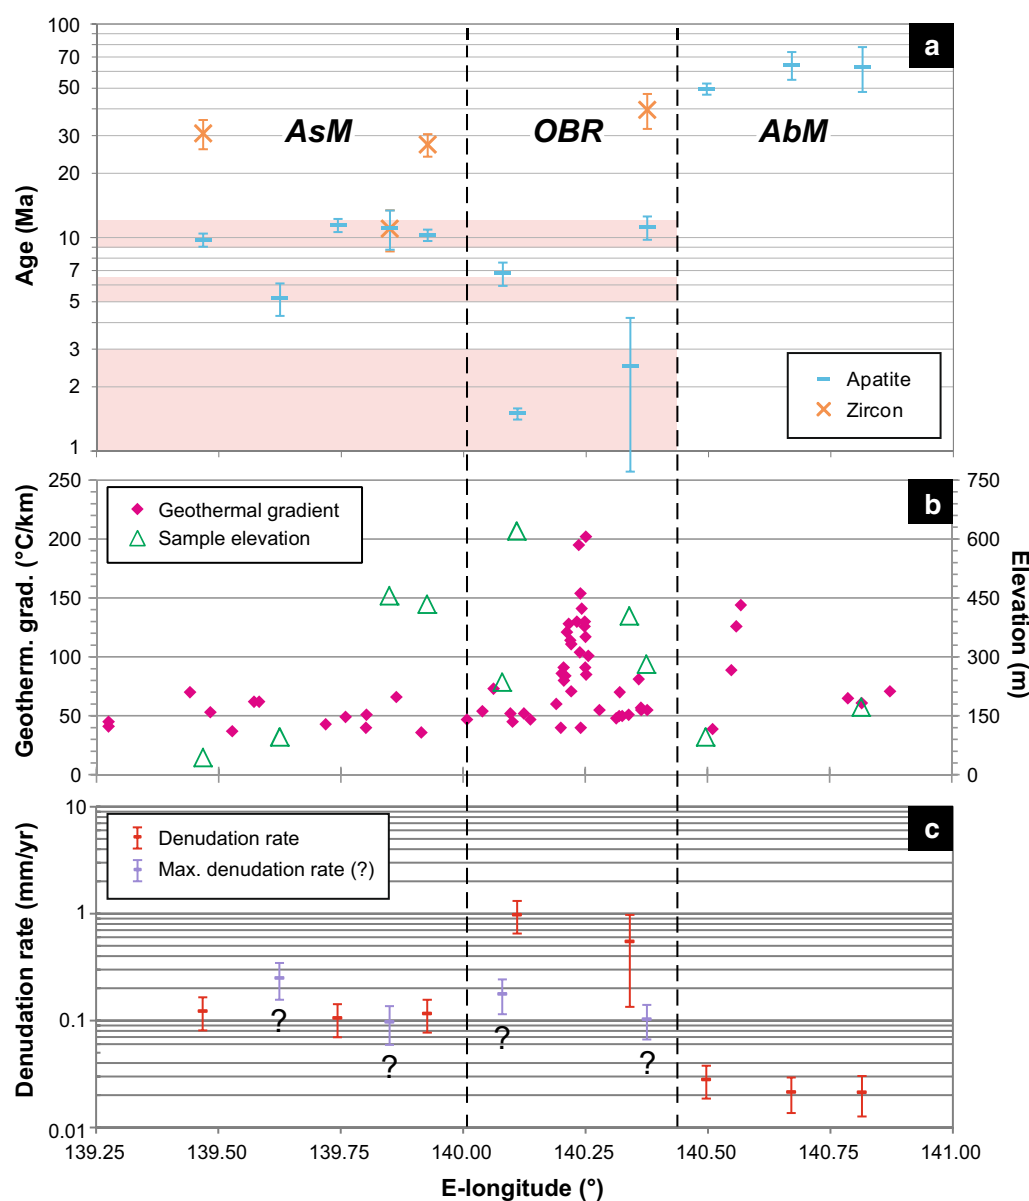 100
70
50
30
20
10
7
5
3
2
1
Age (Ma)
a
AsM
OBR
AbM
Apatite
Zircon
250
200
150
100
50
0
Geotherm. grad. (°C/km)
b
Geothermal gradient
Sample elevation
750
600
450
300
150
0
Elevation (m)
10
1
0.1
0.01
Denudation rate (mm/yr)
c
Denudation rate
Max. denudation rate (?)
?
?
?
?
139.25
139.50
139.75
140.00
140.25
140.50
140.75
141.00
E-longitude (°)